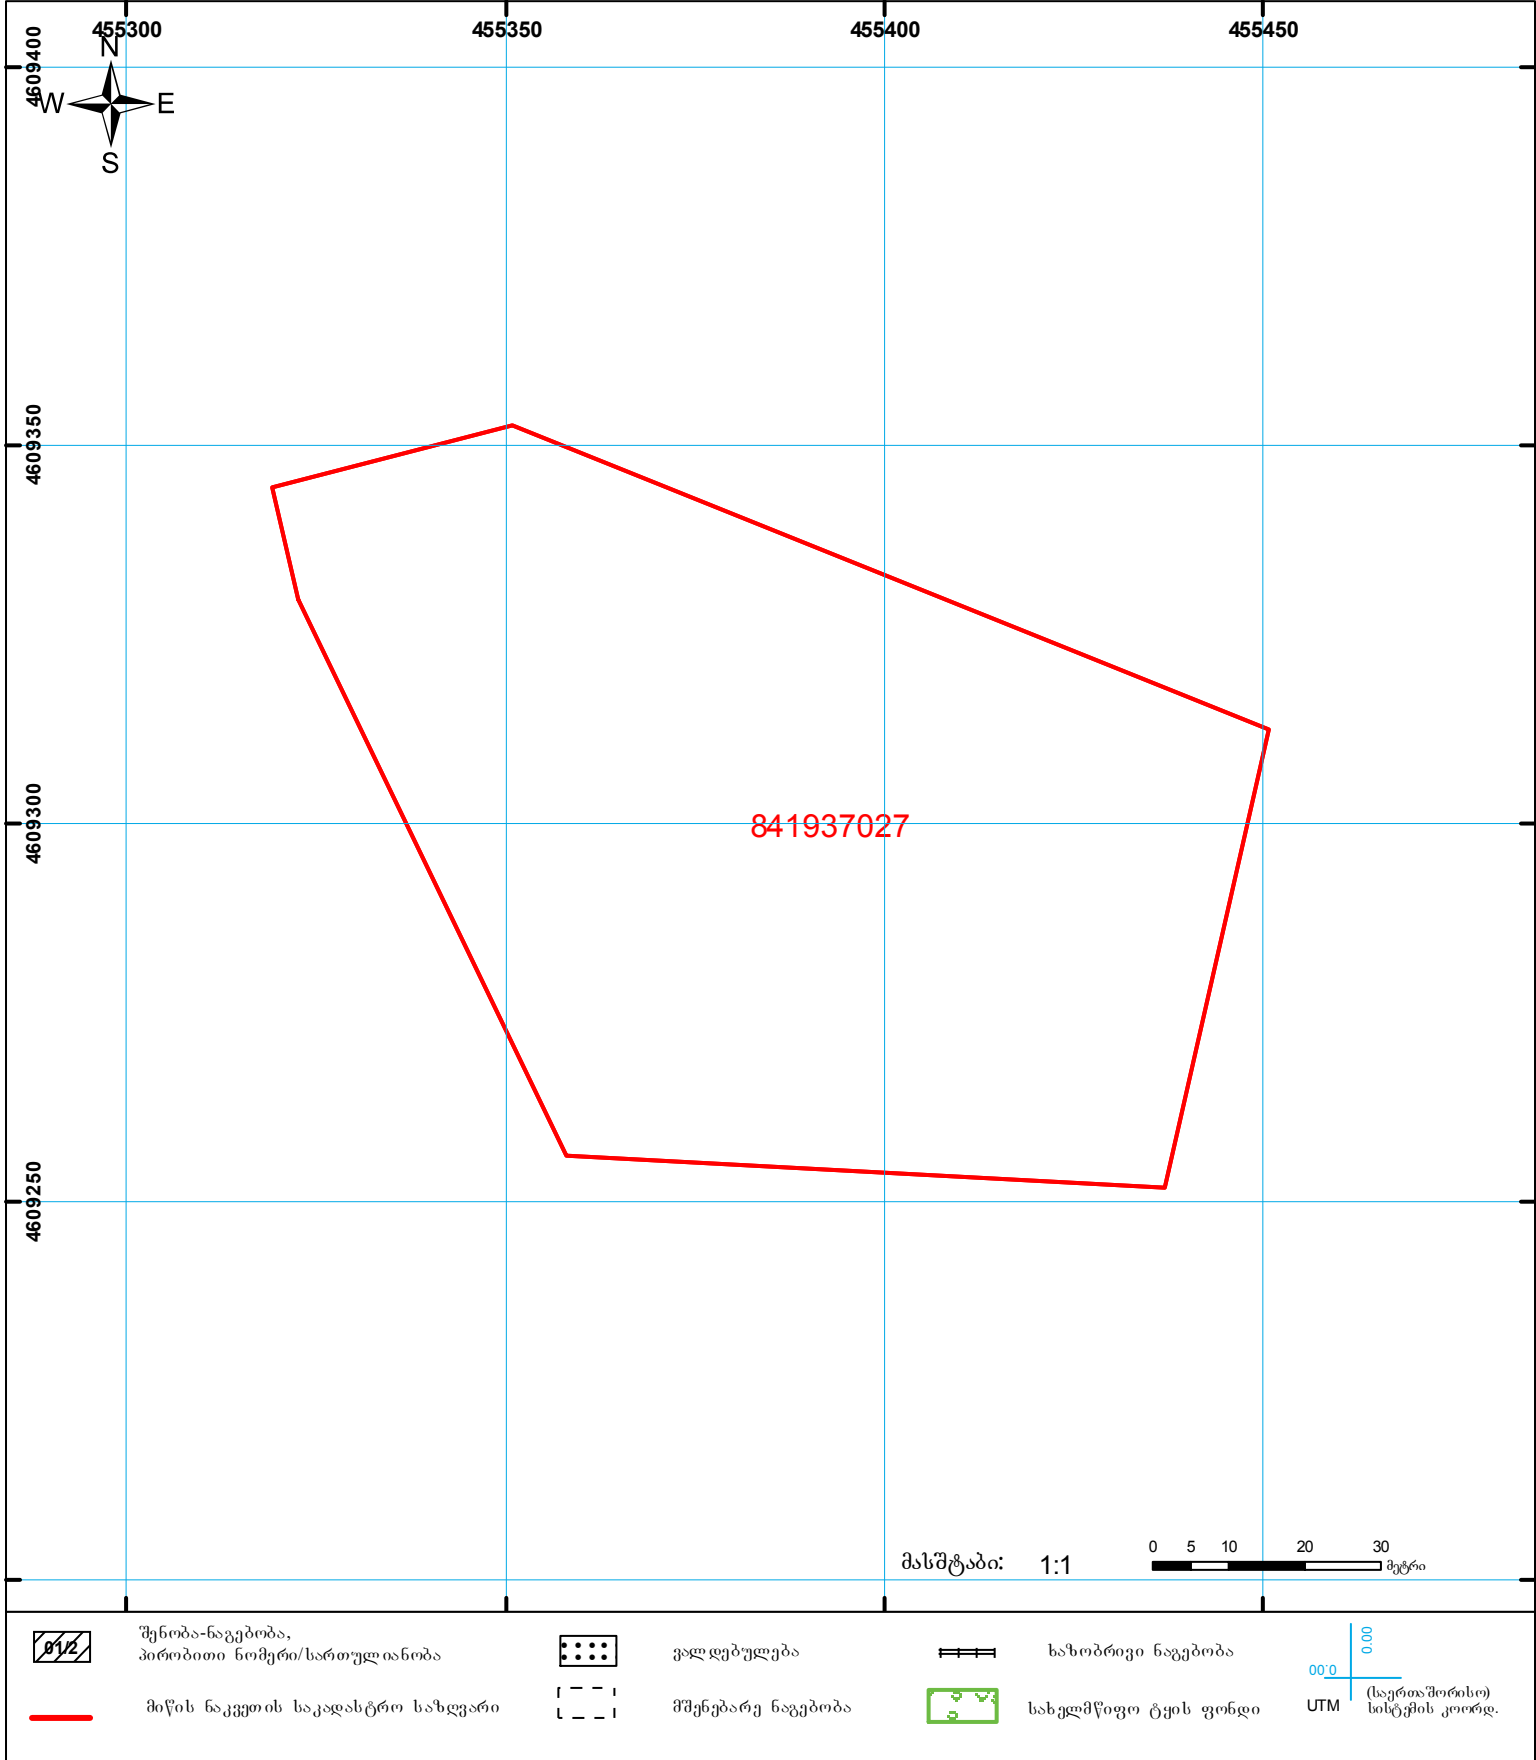 455300 455350 455400 455450
4609400
N
W E
S
4609350
4609300
841937027
4609250
0 5 10 20 30
მასშტაბი: 1:1 მეტრი
01/2
შენობა-ნაგებობა,
პირობითი ნომერი/სართულიანობა
ვალდებულება
ხაზობრივი ნაგებობა
00'0
0.00
მიწის ნაკვეთის საკადასტრო საზღვარი
მშენებარე ნაგებობა
სახელმწიფო ტყის ფონდი
UTM
(საერთაშორისო)
სისტემის კოორდ.